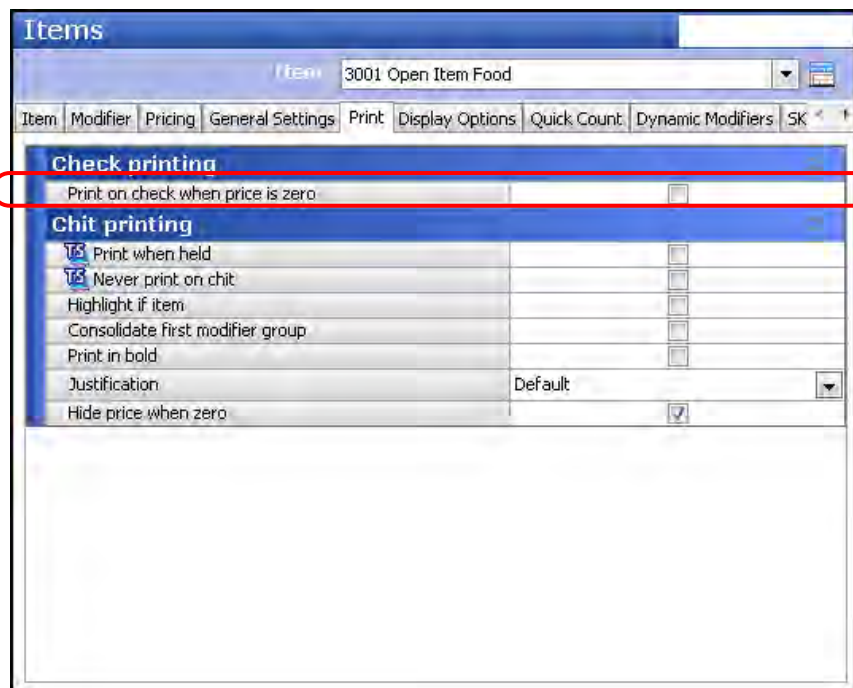 Items
Item 3001 Open Item Food
Item Modifier Pricing General Settings Print Display Options Quick Count Dynamic Modifiers SK
Check printing
Print on check when price is zero
Chit printing
TS Print when held
TS Never print on chit
Highlight if item
Consolidate first modifier group
Print in bold
Justification Default
Hide price when zero